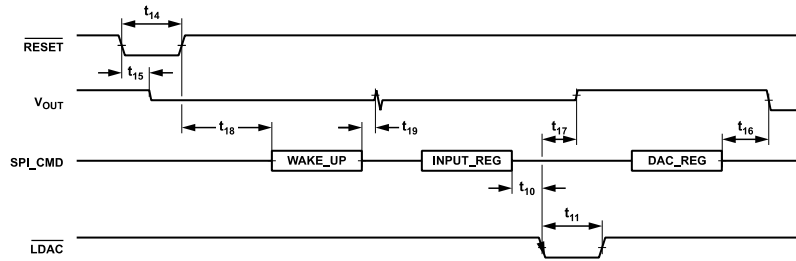 t14
RESET
t15
VOUT
t18
t19
t17
t16
SPI_CMD
WAKE_UP
INPUT_REG
DAC_REG
t10
t11
LDAC